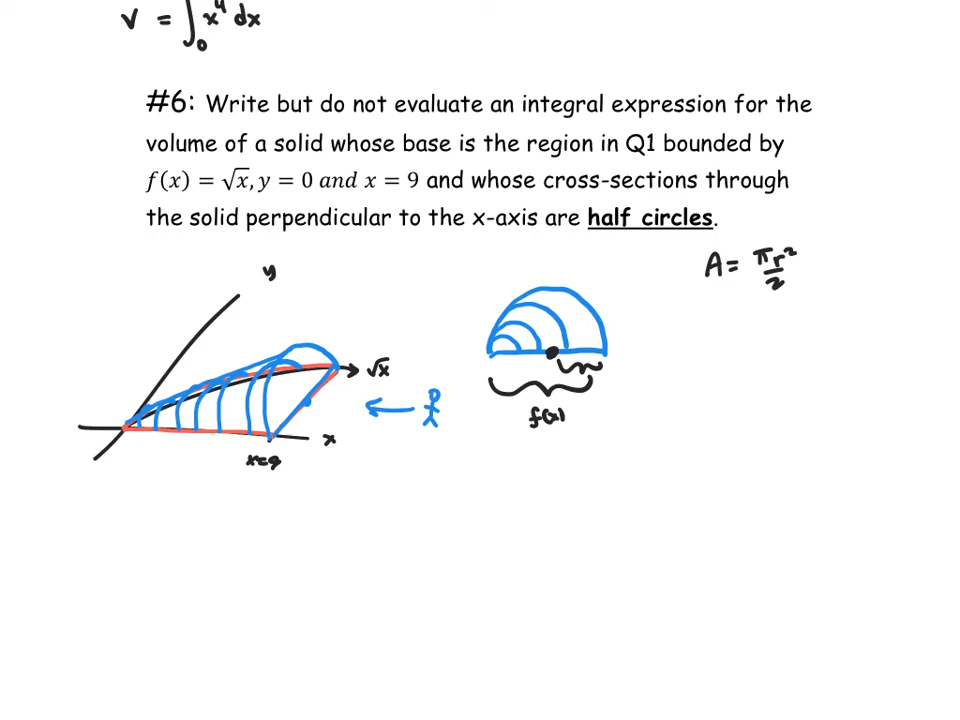 V = ∫₀ x⁴ dx
#6: Write but do not evaluate an integral expression for the
volume of a solid whose base is the region in Q1 bounded by
f(x) = √x, y = 0 and x = 9 and whose cross-sections through
the solid perpendicular to the x-axis are half circles.
A = πr²/2
y
√x
x
x=9
f(x)